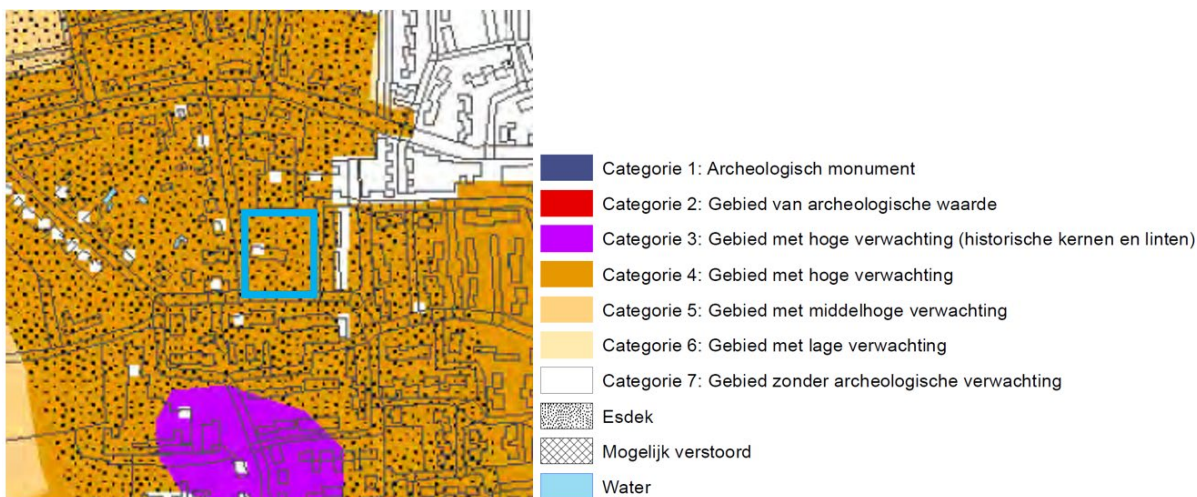 Categorie 1: Archeologisch monument
Categorie 2: Gebied van archeologische waarde
Categorie 3: Gebied met hoge verwachting (historische kernen en linten)
Categorie 4: Gebied met hoge verwachting
Categorie 5: Gebied met middelhoge verwachting
Categorie 6: Gebied met lage verwachting
Categorie 7: Gebied zonder archeologische verwachting
Esdek
Mogelijk verstoord
Water